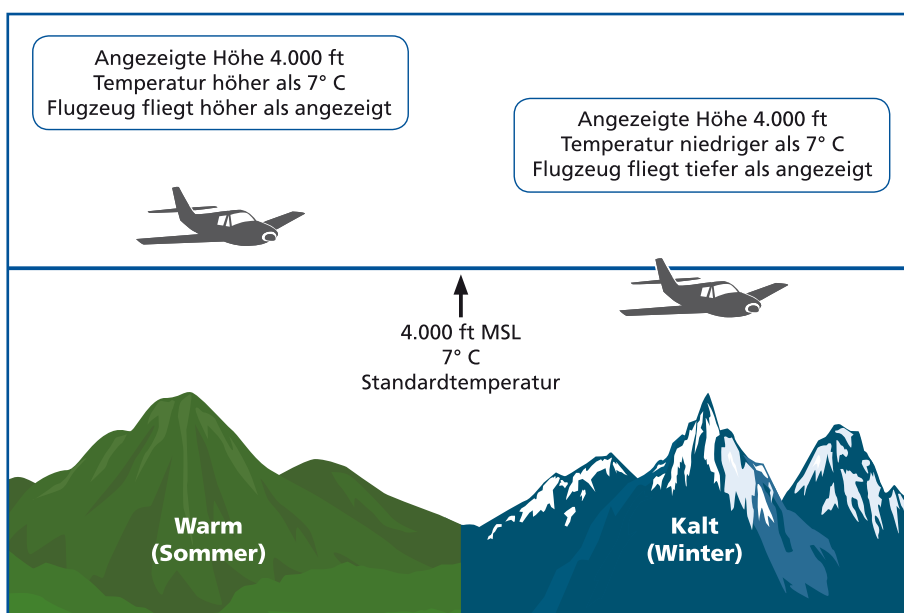 Angezeigte Höhe 4.000 ft
Temperatur höher als 7° C
Flugzeug fliegt höher als angezeigt
Angezeigte Höhe 4.000 ft
Temperatur niedriger als 7° C
Flugzeug fliegt tiefer als angezeigt
4.000 ft MSL
7° C
Standardtemperatur
Warm
(Sommer)
Kalt
(Winter)